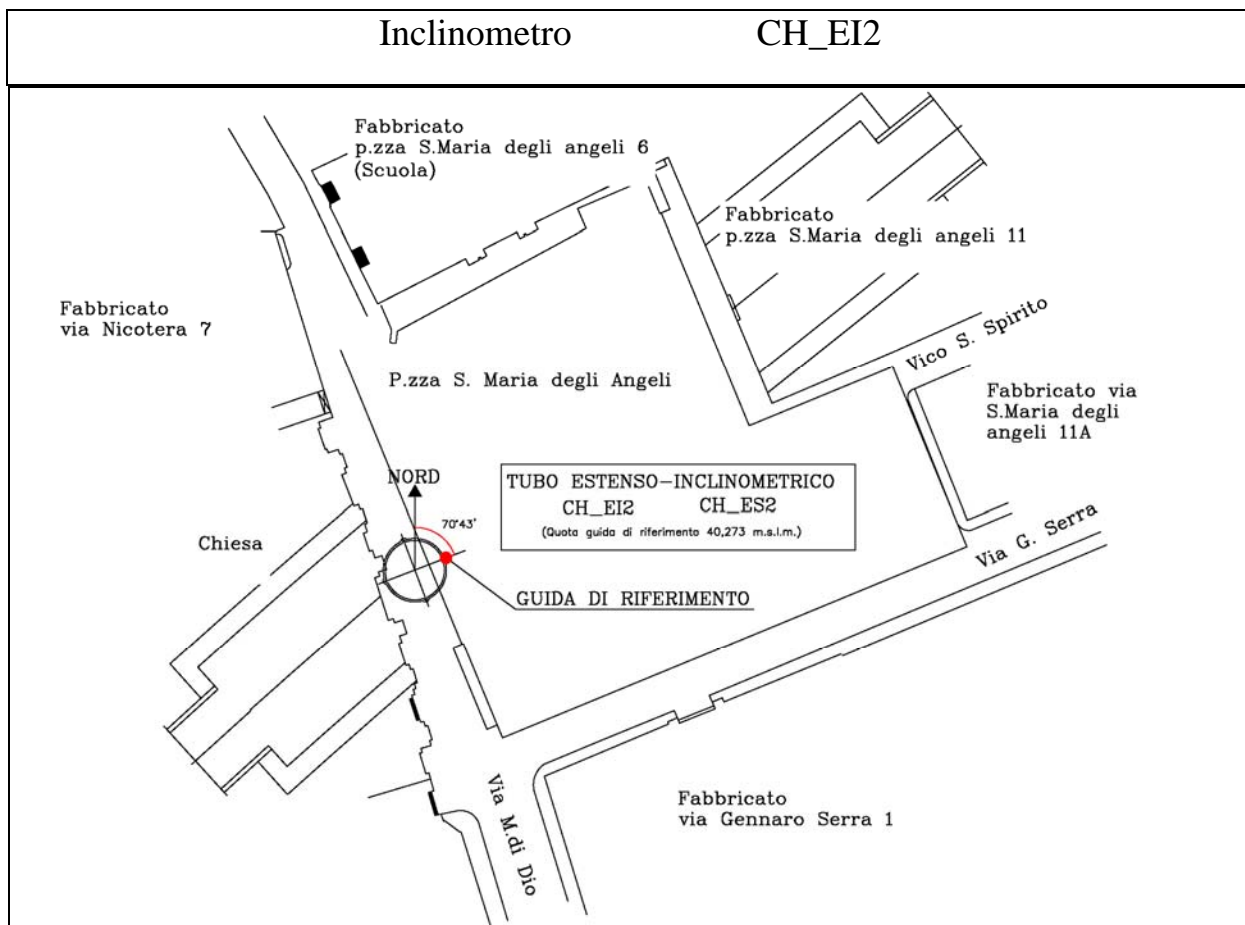 Inclinometro CH_EI2
Fabbricato
p.zza S.Maria degli angeli 6
(Scuola)
Fabbricato
p.zza S.Maria degli angeli 11
Fabbricato
via Nicotera 7
Vico S. Spirito
P.zza S. Maria degli Angeli
Fabbricato via
S.Maria degli
angeli 11A
NORD
70°43'
TUBO ESTENSO-INCLINOMETRICO
CH_EI2 CH_ES2
(Quota guida di riferimento 40,273 m.s.l.m.)
Chiesa
Via G. Serra
GUIDA DI RIFERIMENTO
Via M.di Dio
Fabbricato
via Gennaro Serra 1